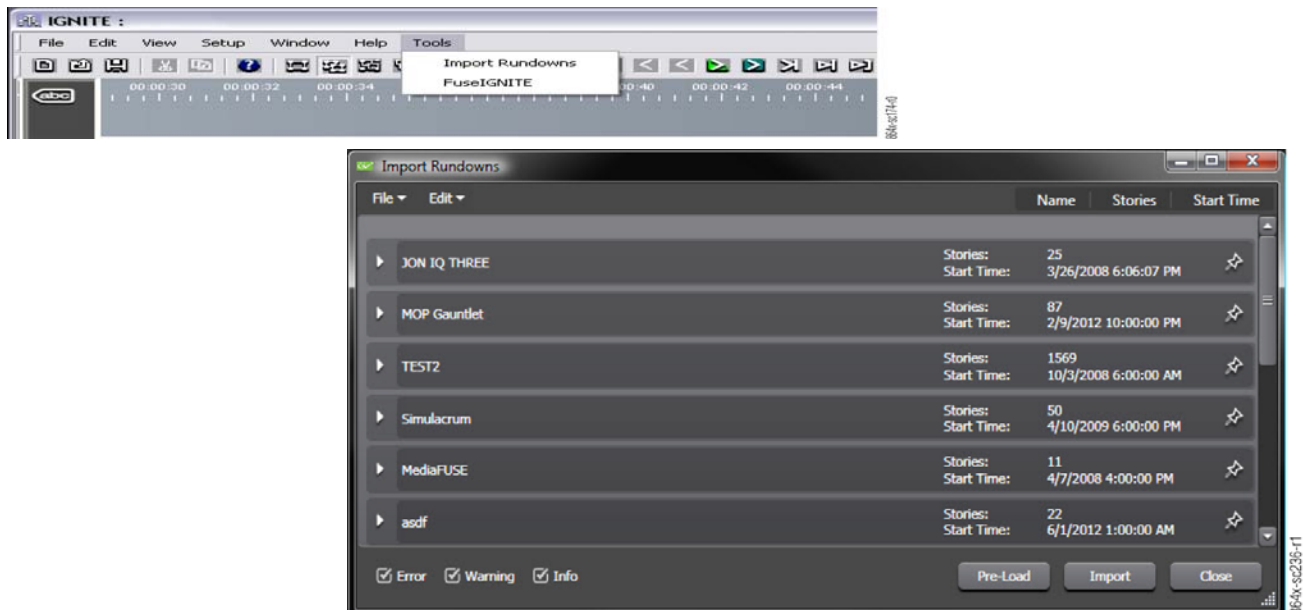 IGNITE :
File Edit View Setup Window Help Tools
Import Rundowns
FuseIGNITE
abc 00:00:30 00:00:32 00:00:34 00:40 00:00:42 00:00:44
864x-sc174-r0
Import Rundowns
File Edit Name Stories Start Time
JON IQ THREE Stories: 25
Start Time: 3/26/2008 6:06:07 PM
MOP Gauntlet Stories: 87
Start Time: 2/9/2012 10:00:00 PM
TEST2 Stories: 1569
Start Time: 10/3/2008 6:00:00 AM
Simulacrum Stories: 50
Start Time: 4/10/2009 6:00:00 PM
MediaFUSE Stories: 11
Start Time: 4/7/2008 4:00:00 PM
asdf Stories: 22
Start Time: 6/1/2012 1:00:00 AM
Error Warning Info Pre-Load Import Close
864x-sc236-r1